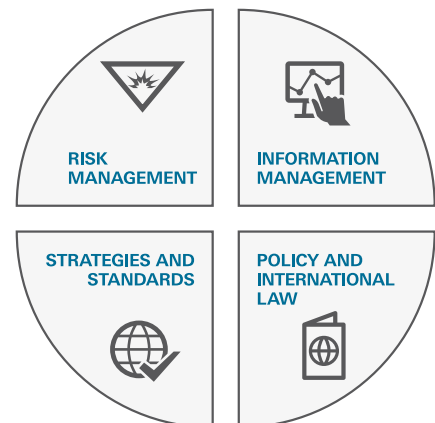 RISK
MANAGEMENT
INFORMATION
MANAGEMENT
STRATEGIES AND
STANDARDS
POLICY AND
INTERNATIONAL
LAW